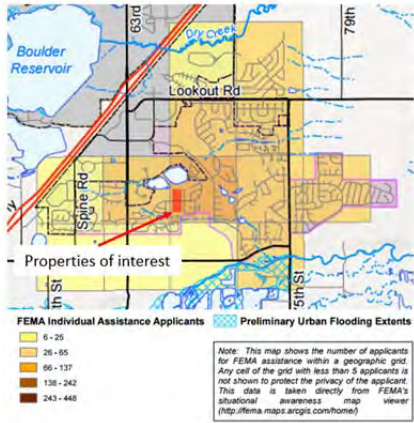 63rd
79th
Dry Creek
Boulder
Reservoir
Lookout Rd
Spine Rd
Properties of interest
75th St
FEMA Individual Assistance Applicants
Preliminary Urban Flooding Extents
6 - 25
26 - 65
66 - 137
138 - 242
243 - 448
Note: This map shows the number of applicants
for FEMA assistance within a geographic grid.
Any cell of the grid with less than 5 applicants is
not shown to protect the privacy of the applicant.
This data is taken directly from FEMA's
situational awareness map viewer
(http://fema.maps.arcgis.com/home/)